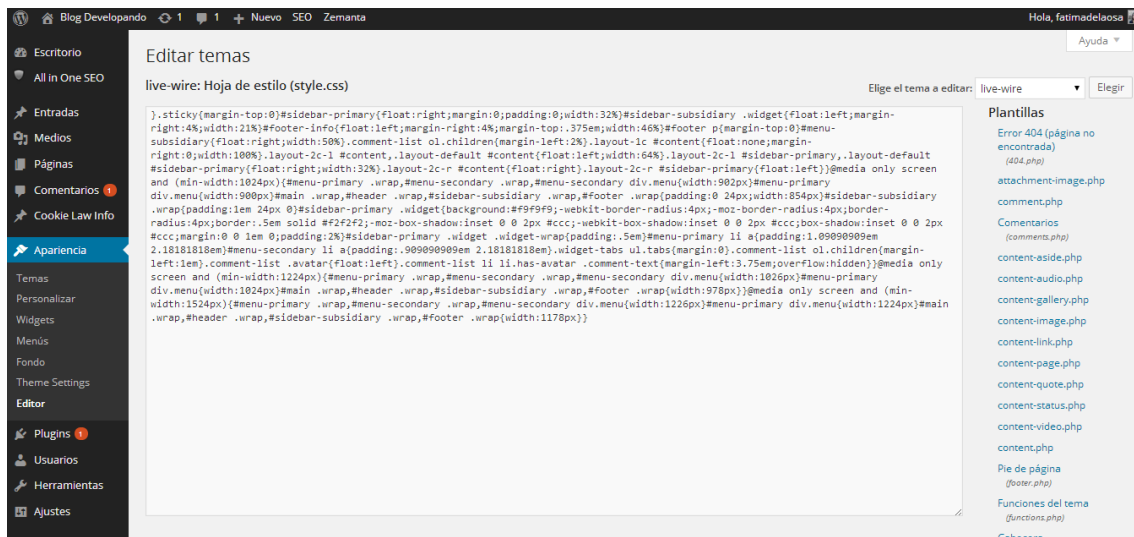 Blog Developando 1 1 + Nuevo SEO Zemanta Hola, fatimadelaosa
Escritorio
All in One SEO
Entradas
Medios
Páginas
Comentarios 1
Cookie Law Info
Apariencia
Temas
Personalizar
Widgets
Menús
Fondo
Theme Settings
Editor
Plugins 1
Usuarios
Herramientas
Ajustes
Ayuda
Editar temas
live-wire: Hoja de estilo (style.css)
Elige el tema a editar: live-wire Elegir
}.sticky{margin-top:0}#sidebar-primary{float:right;margin:0;padding:0;width:32%}#sidebar-subsidiary .widget{float:left;margin-
right:4%;width:21%}#footer-info{float:left;margin-right:4%;margin-top:.375em;width:46%}#footer p{margin-top:0}#menu-
subsidiary{float:right;width:50%}.comment-list ol.children{margin-left:2%}.layout-1c #content{float:none;margin-
right:0;width:100%}.layout-2c-l #content,.layout-default #content{float:left;width:64%}.layout-2c-l #sidebar-primary,.layout-default
#sidebar-primary{float:right;width:32%}.layout-2c-r #content{float:right}.layout-2c-r #sidebar-primary{float:left}}@media only screen
and (min-width:1024px){#menu-primary .wrap,#menu-secondary .wrap,#menu-secondary div.menu{width:902px}#menu-primary
div.menu{width:900px}#main .wrap,#header .wrap,#sidebar-subsidiary .wrap,#footer .wrap{padding:0 24px;width:854px}#sidebar-subsidiary
.wrap{padding:1em 24px 0}#sidebar-primary .widget{background:#f9f9f9;-webkit-border-radius:4px;-moz-border-radius:4px;border-
radius:4px;border:.5em solid #f2f2f2;-moz-box-shadow:inset 0 0 2px #ccc;-webkit-box-shadow:inset 0 0 2px #ccc;box-shadow:inset 0 0 2px
#ccc;margin:0 0 1em 0;padding:2%}#sidebar-primary .widget .widget-wrap{padding:.5em}#menu-primary li a{padding:1.09090909em
2.18181818em}#menu-secondary li a{padding:.909090909em 2.18181818em}.widget-tabs ul.tabs{margin:0}.comment-list ol.children{margin-
left:1em}.comment-list .avatar{float:left}.comment-list li li.has-avatar .comment-text{margin-left:3.75em;overflow:hidden}}@media only
screen and (min-width:1224px){#menu-primary .wrap,#menu-secondary .wrap,#menu-secondary div.menu{width:1026px}#menu-primary
div.menu{width:1024px}#main .wrap,#header .wrap,#sidebar-subsidiary .wrap,#footer .wrap{width:978px}}@media only screen and (min-
width:1524px){#menu-primary .wrap,#menu-secondary .wrap,#menu-secondary div.menu{width:1226px}#menu-primary div.menu{width:1224px}#main
.wrap,#header .wrap,#sidebar-subsidiary .wrap,#footer .wrap{width:1178px}}
Plantillas
Error 404 (página no
encontrada)
(404.php)
attachment-image.php
comment.php
Comentarios
(comments.php)
content-aside.php
content-audio.php
content-gallery.php
content-image.php
content-link.php
content-page.php
content-quote.php
content-status.php
content-video.php
content.php
Pie de página
(footer.php)
Funciones del tema
(functions.php)